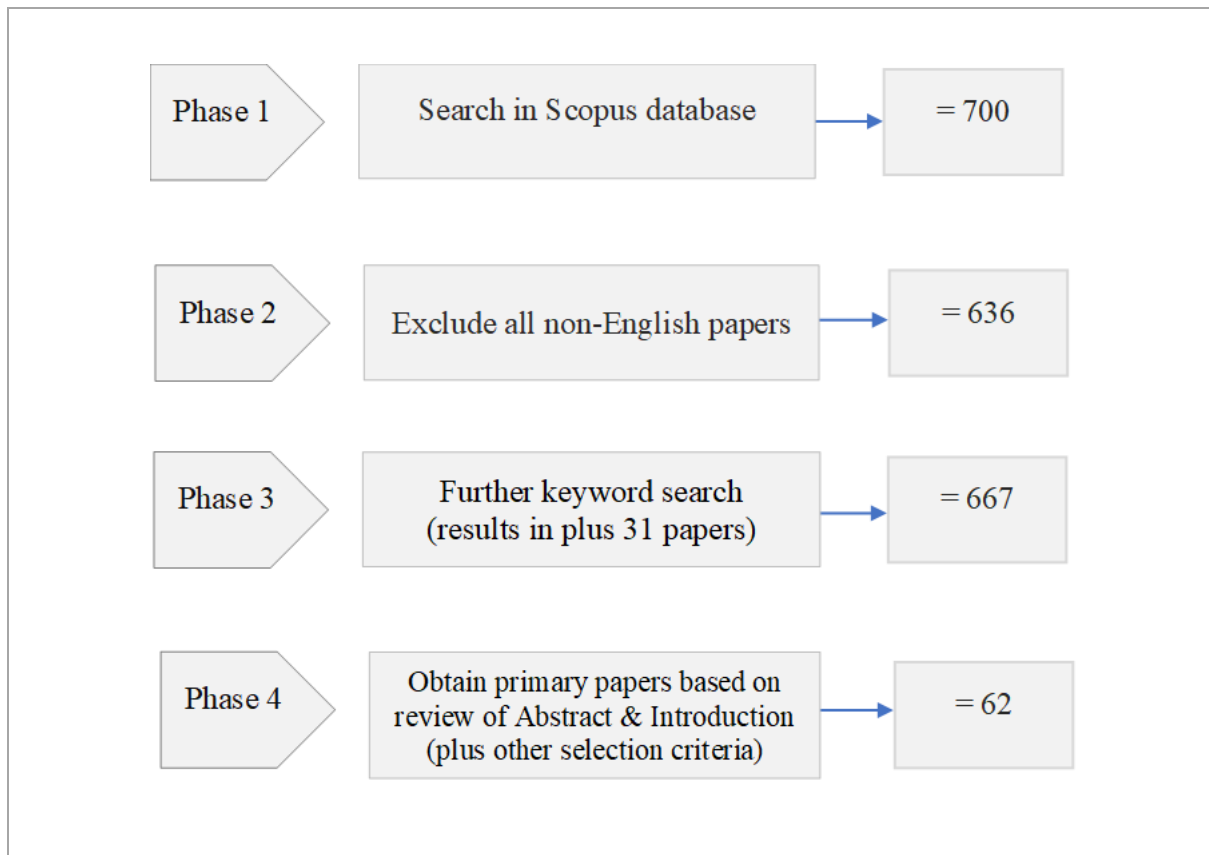 Phase 1
Search in Scopus database
= 700
Phase 2
Exclude all non-English papers
= 636
Phase 3
Further keyword search
(results in plus 31 papers)
= 667
Phase 4
Obtain primary papers based on
review of Abstract & Introduction
(plus other selection criteria)
= 62